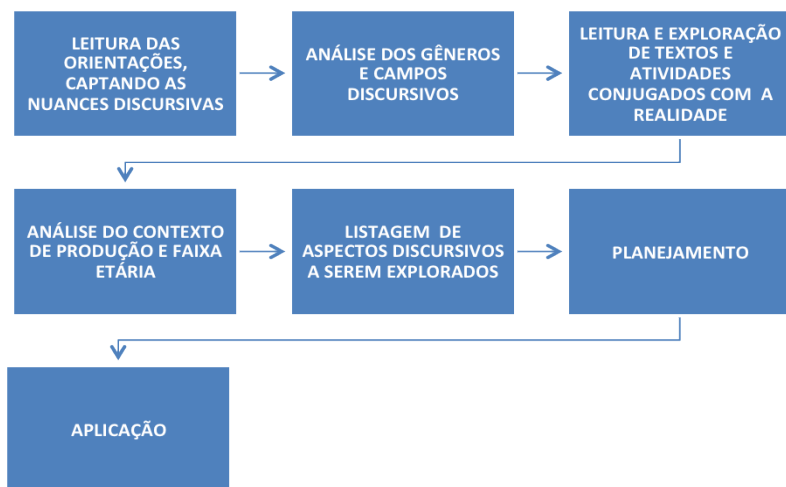 LEITURA DAS
ORIENTAÇÕES,
CAPTANDO AS
NUANCES DISCURSIVAS
ANÁLISE DOS GÊNEROS
E CAMPOS
DISCURSIVOS
LEITURA E EXPLORAÇÃO
DE TEXTOS E
ATIVIDADES
CONJUGADOS COM A
REALIDADE
ANÁLISE DO CONTEXTO
DE PRODUÇÃO E FAIXA
ETÁRIA
LISTAGEM DE
ASPECTOS DISCURSIVOS
A SEREM EXPLORADOS
PLANEJAMENTO
APLICAÇÃO